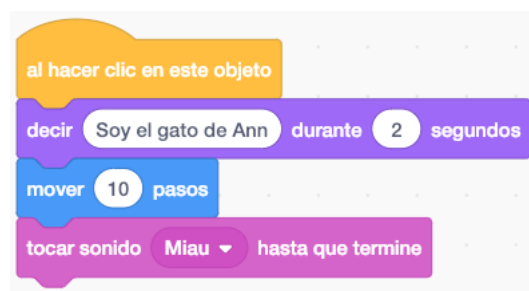 al hacer clic en este objeto
decir Soy el gato de Ann durante 2 segundos
mover 10 pasos
tocar sonido Miau hasta que termine